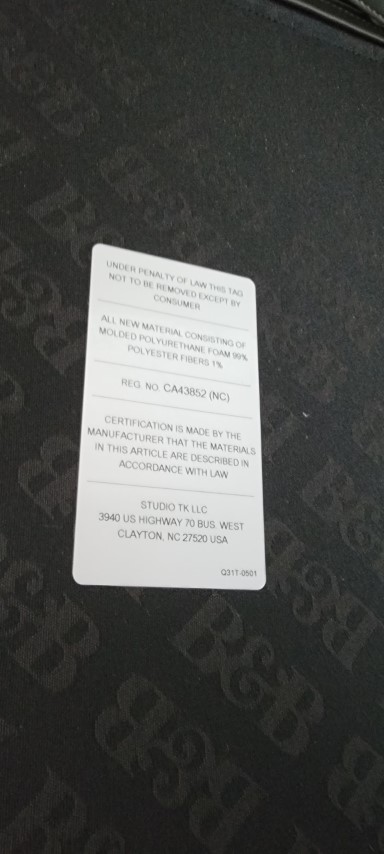 UNDER PENALTY OF LAW THIS TAG
NOT TO BE REMOVED EXCEPT BY
CONSUMER
ALL NEW MATERIAL CONSISTING OF
MOLDED POLYURETHANE FOAM 99%
POLYESTER FIBERS 1%
REG. NO. CA43852 (NC)
CERTIFICATION IS MADE BY THE
MANUFACTURER THAT THE MATERIALS
IN THIS ARTICLE ARE DESCRIBED IN
ACCORDANCE WITH LAW
STUDIO TK LLC
3940 US HIGHWAY 70 BUS. WEST
CLAYTON, NC 27520 USA
Q31T-0501
B&B
B&B
B&B
B&B